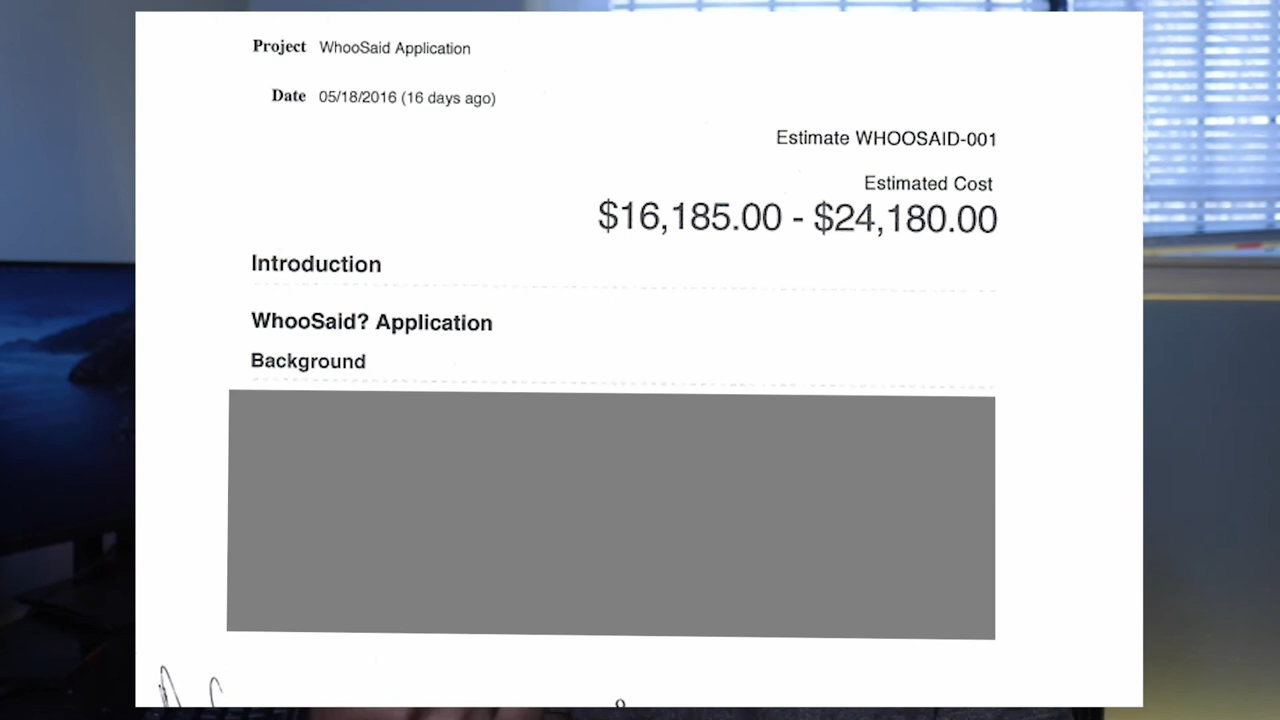 Project WhooSaid Application
Date 05/18/2016 (16 days ago)
Estimate WHOOSAID-001
Estimated Cost
$16,185.00 - $24,180.00
Introduction
WhooSaid? Application
Background